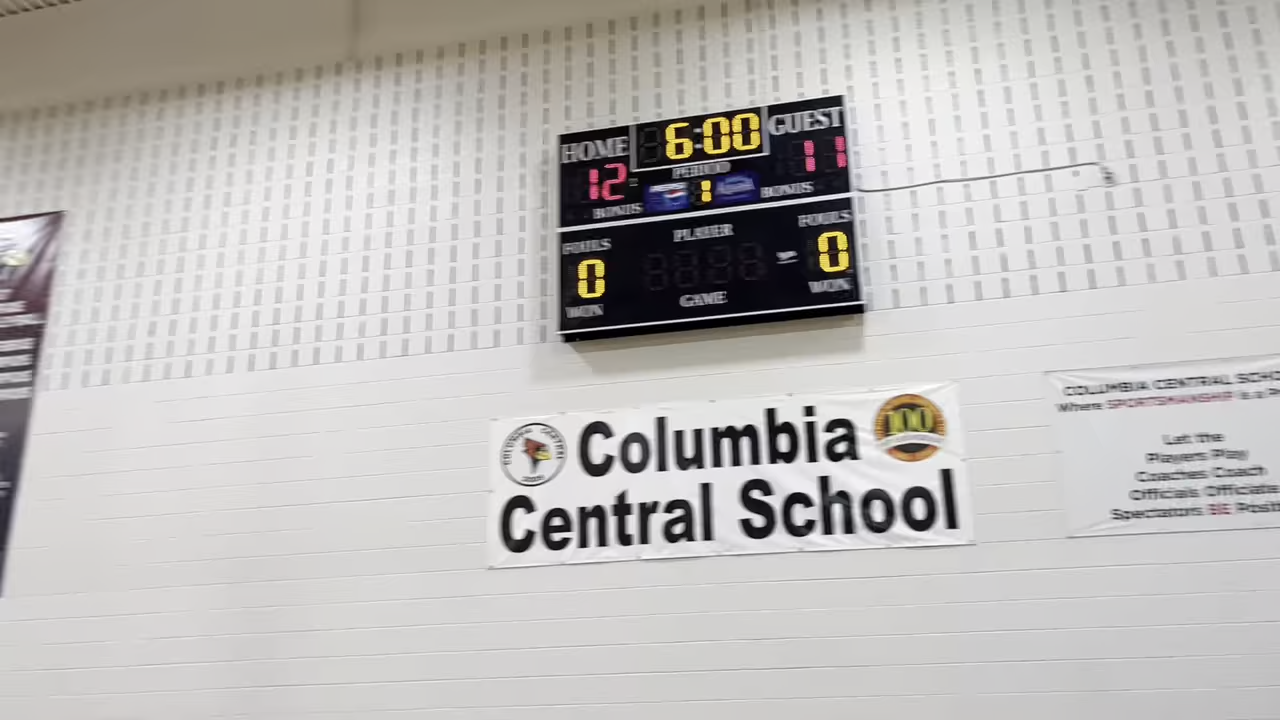 HOME 6:00 GUEST
12 PERIOD 11
BONUS 1 BONUS
FOULS PLAYER FOULS
0 0
WON GAME WON
Columbia
Central School
100
COLUMBIA CENTRAL SCHO
Where SPORTSMANSHIP is a
Let the
Players Play
Coaches Coach
Officials Officiate
Spectators BE Posit